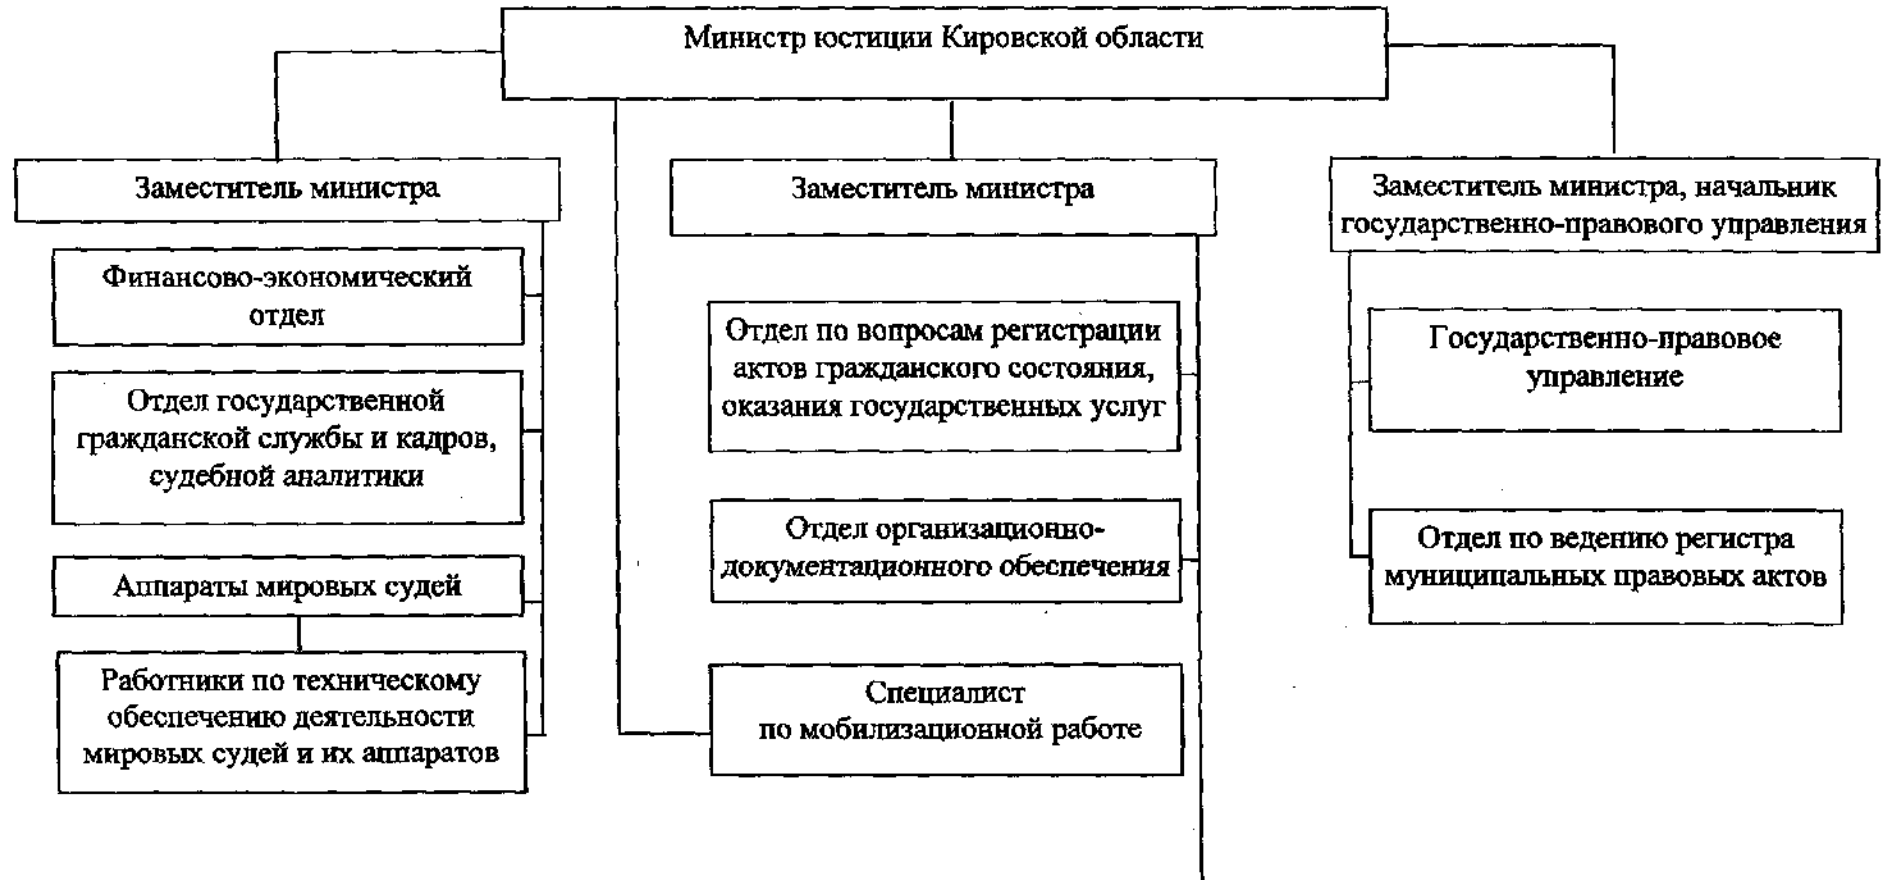 Министр юстиции Кировской области
Заместитель министра
Финансово-экономический
отдел
Отдел государственной
гражданской службы и кадров,
судебной аналитики
Аппараты мировых судей
Работники по техническому
обеспечению деятельности
мировых судей и их аппаратов
Заместитель министра
Отдел по вопросам регистрации
актов гражданского состояния,
оказания государственных услуг
Отдел организационно-
документационного обеспечения
Специалист
по мобилизационной работе
Заместитель министра, начальник
государственно-правового управления
Государственно-правовое
управление
Отдел по ведению регистра
муниципальных правовых актов